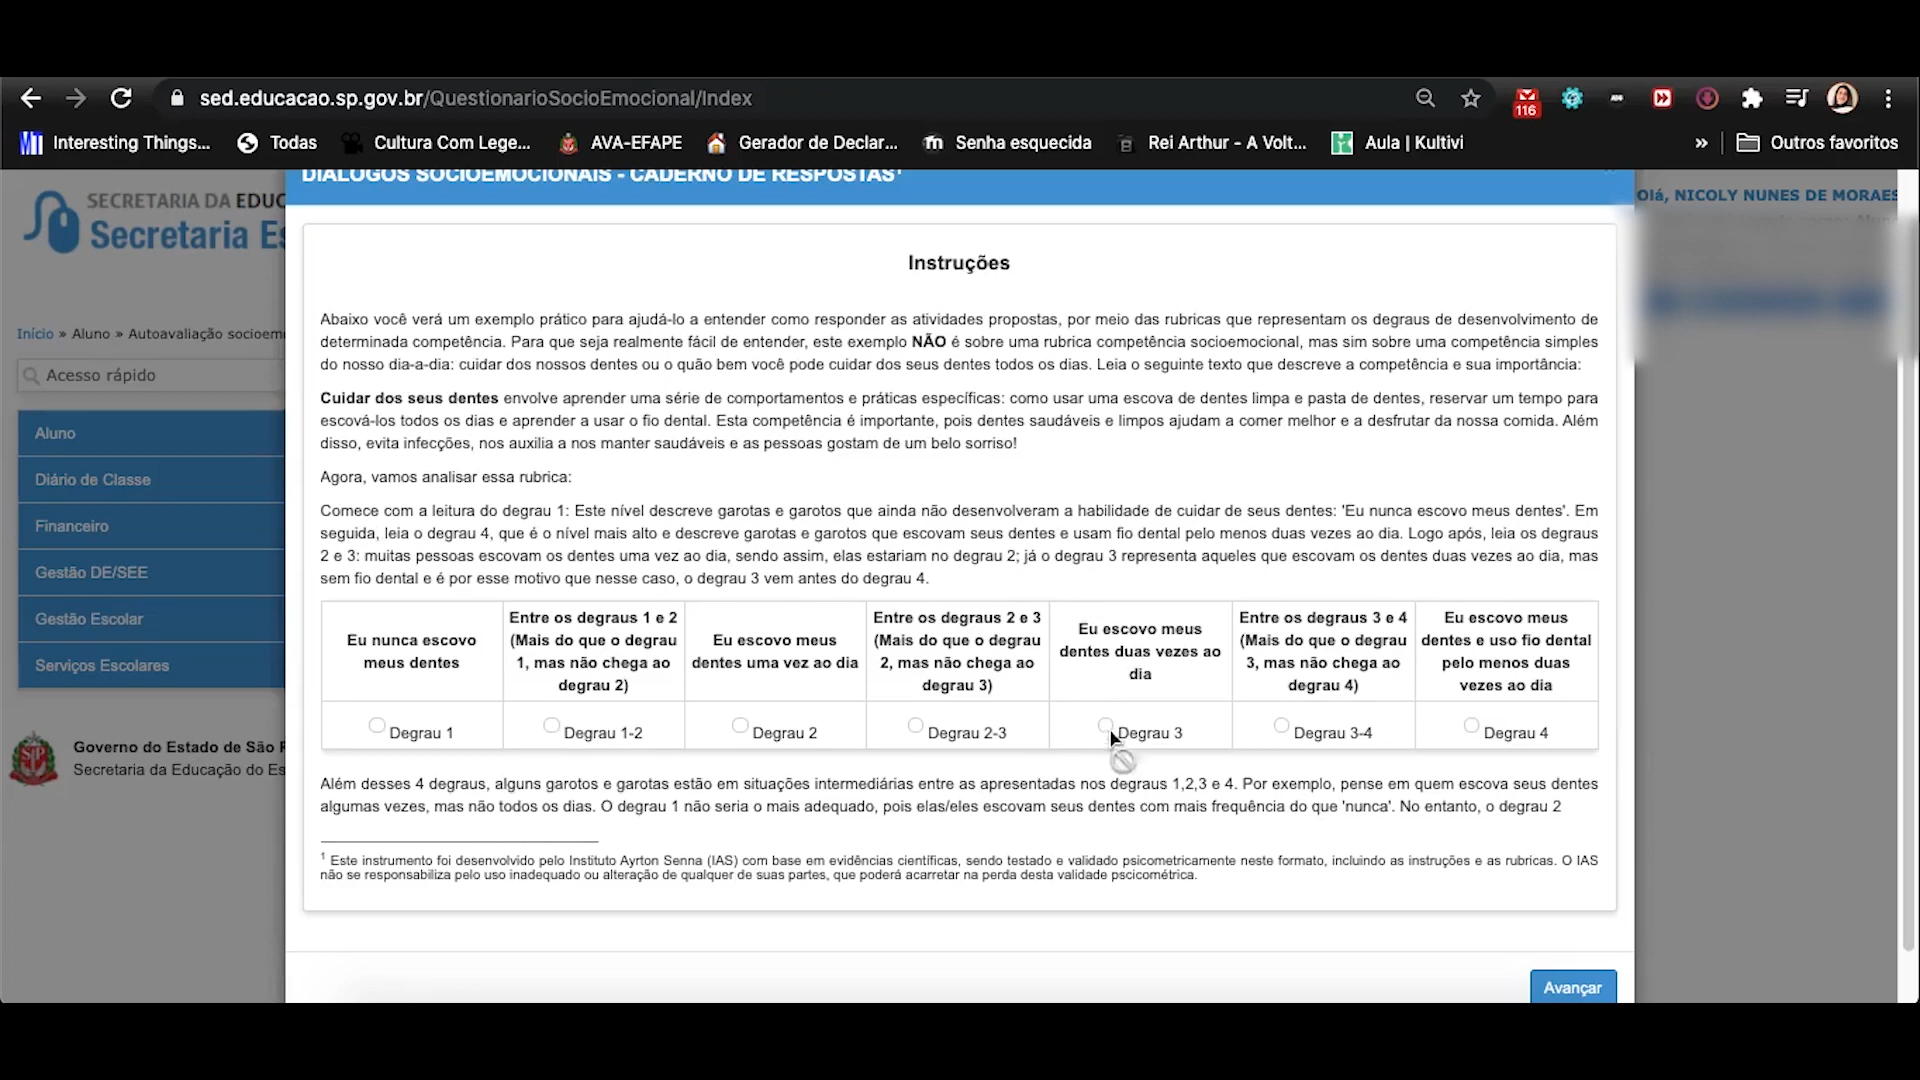 sed.educacao.sp.gov.br/QuestionarioSocioEmocional/Index
116
Interesting Things...
Todas
Cultura Com Lege...
AVA-EFAPE
Gerador de Declar...
Senha esquecida
Rei Arthur - A Volt...
Aula | Kultivi
»
Outros favoritos
DIÁLOGOS SOCIOEMOCIONAIS - CADERNO DE RESPOSTAS¹
SECRETARIA DA EDUC
Secretaria Es
Olá, NICOLY NUNES DE MORAES
Início » Aluno » Autoavaliação socioem
Acesso rápido
Aluno
Diário de Classe
Financeiro
Gestão DE/SEE
Gestão Escolar
Serviços Escolares
Governo do Estado de São P
Secretaria da Educação do Es
Instruções
Abaixo você verá um exemplo prático para ajudá-lo a entender como responder as atividades propostas, por meio das rubricas que representam os degraus de desenvolvimento de
determinada competência. Para que seja realmente fácil de entender, este exemplo NÃO é sobre uma rubrica competência socioemocional, mas sim sobre uma competência simples
do nosso dia-a-dia: cuidar dos nossos dentes ou o quão bem você pode cuidar dos seus dentes todos os dias. Leia o seguinte texto que descreve a competência e sua importância:
Cuidar dos seus dentes envolve aprender uma série de comportamentos e práticas específicas: como usar uma escova de dentes limpa e pasta de dentes, reservar um tempo para
escová-los todos os dias e aprender a usar o fio dental. Esta competência é importante, pois dentes saudáveis e limpos ajudam a comer melhor e a desfrutar da nossa comida. Além
disso, evita infecções, nos auxilia a nos manter saudáveis e as pessoas gostam de um belo sorriso!
Agora, vamos analisar essa rubrica:
Comece com a leitura do degrau 1: Este nível descreve garotas e garotos que ainda não desenvolveram a habilidade de cuidar de seus dentes: 'Eu nunca escovo meus dentes'. Em
seguida, leia o degrau 4, que é o nível mais alto e descreve garotas e garotos que escovam seus dentes e usam fio dental pelo menos duas vezes ao dia. Logo após, leia os degraus
2 e 3: muitas pessoas escovam os dentes uma vez ao dia, sendo assim, elas estariam no degrau 2; já o degrau 3 representa aqueles que escovam os dentes duas vezes ao dia, mas
sem fio dental e é por esse motivo que nesse caso, o degrau 3 vem antes do degrau 4.
Eu nunca escovo
meus dentes
Entre os degraus 1 e 2
(Mais do que o degrau
1, mas não chega ao
degrau 2)
Eu escovo meus
dentes uma vez ao dia
Entre os degraus 2 e 3
(Mais do que o degrau
2, mas não chega ao
degrau 3)
Eu escovo meus
dentes duas vezes ao
dia
Entre os degraus 3 e 4
(Mais do que o degrau
3, mas não chega ao
degrau 4)
Eu escovo meus
dentes e uso fio dental
pelo menos duas
vezes ao dia
Degrau 1
Degrau 1-2
Degrau 2
Degrau 2-3
Degrau 3
Degrau 3-4
Degrau 4
Além desses 4 degraus, alguns garotos e garotas estão em situações intermediárias entre as apresentadas nos degraus 1,2,3 e 4. Por exemplo, pense em quem escova seus dentes
algumas vezes, mas não todos os dias. O degrau 1 não seria o mais adequado, pois elas/eles escovam seus dentes com mais frequência do que 'nunca'. No entanto, o degrau 2
¹ Este instrumento foi desenvolvido pelo Instituto Ayrton Senna (IAS) com base em evidências científicas, sendo testado e validado psicometricamente neste formato, incluindo as instruções e as rubricas. O IAS
não se responsabiliza pelo uso inadequado ou alteração de qualquer de suas partes, que poderá acarretar na perda desta validade pscicométrica.
Avançar